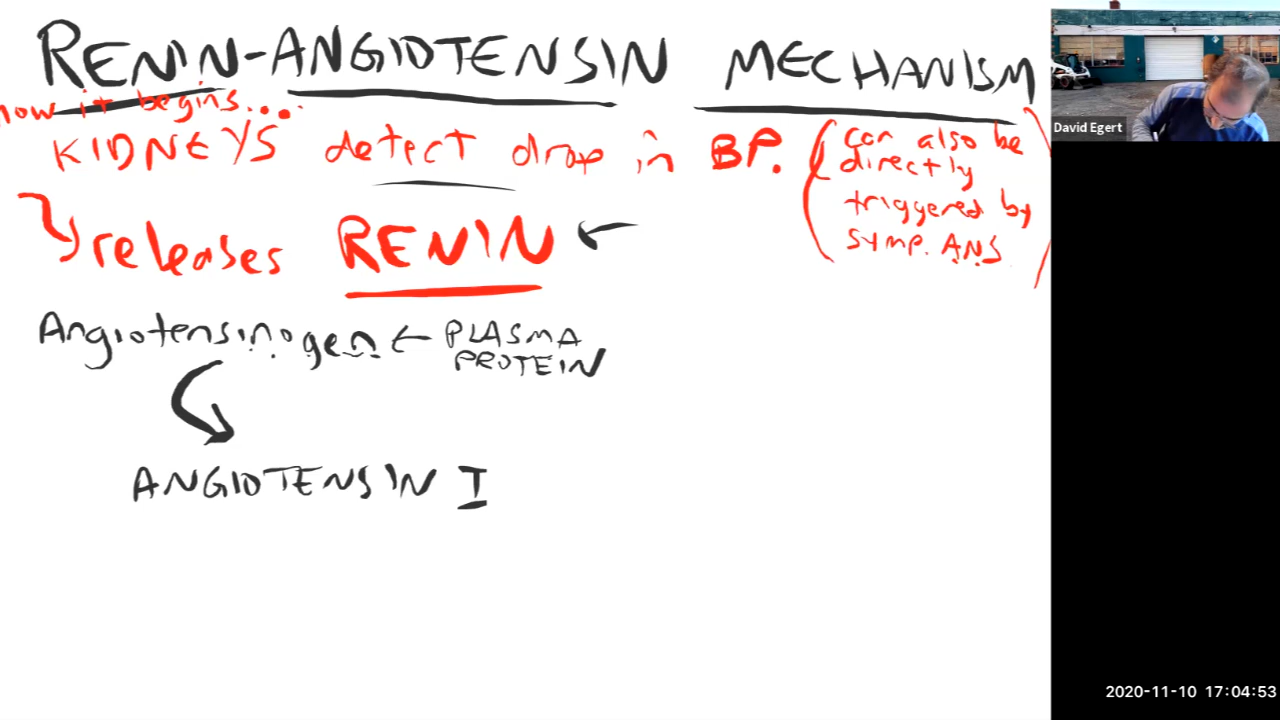 RENIN-ANGIOTENSIN MECHANISM
how it begins...
KIDNEYS detect drop in BP.
(can also be
directly
triggered by
symp. ANS)
releases RENIN ←
Angiotensinogen ← PLASMA
PROTEIN
ANGIOTENSIN I
David Egert
2020-11-10 17:04:53